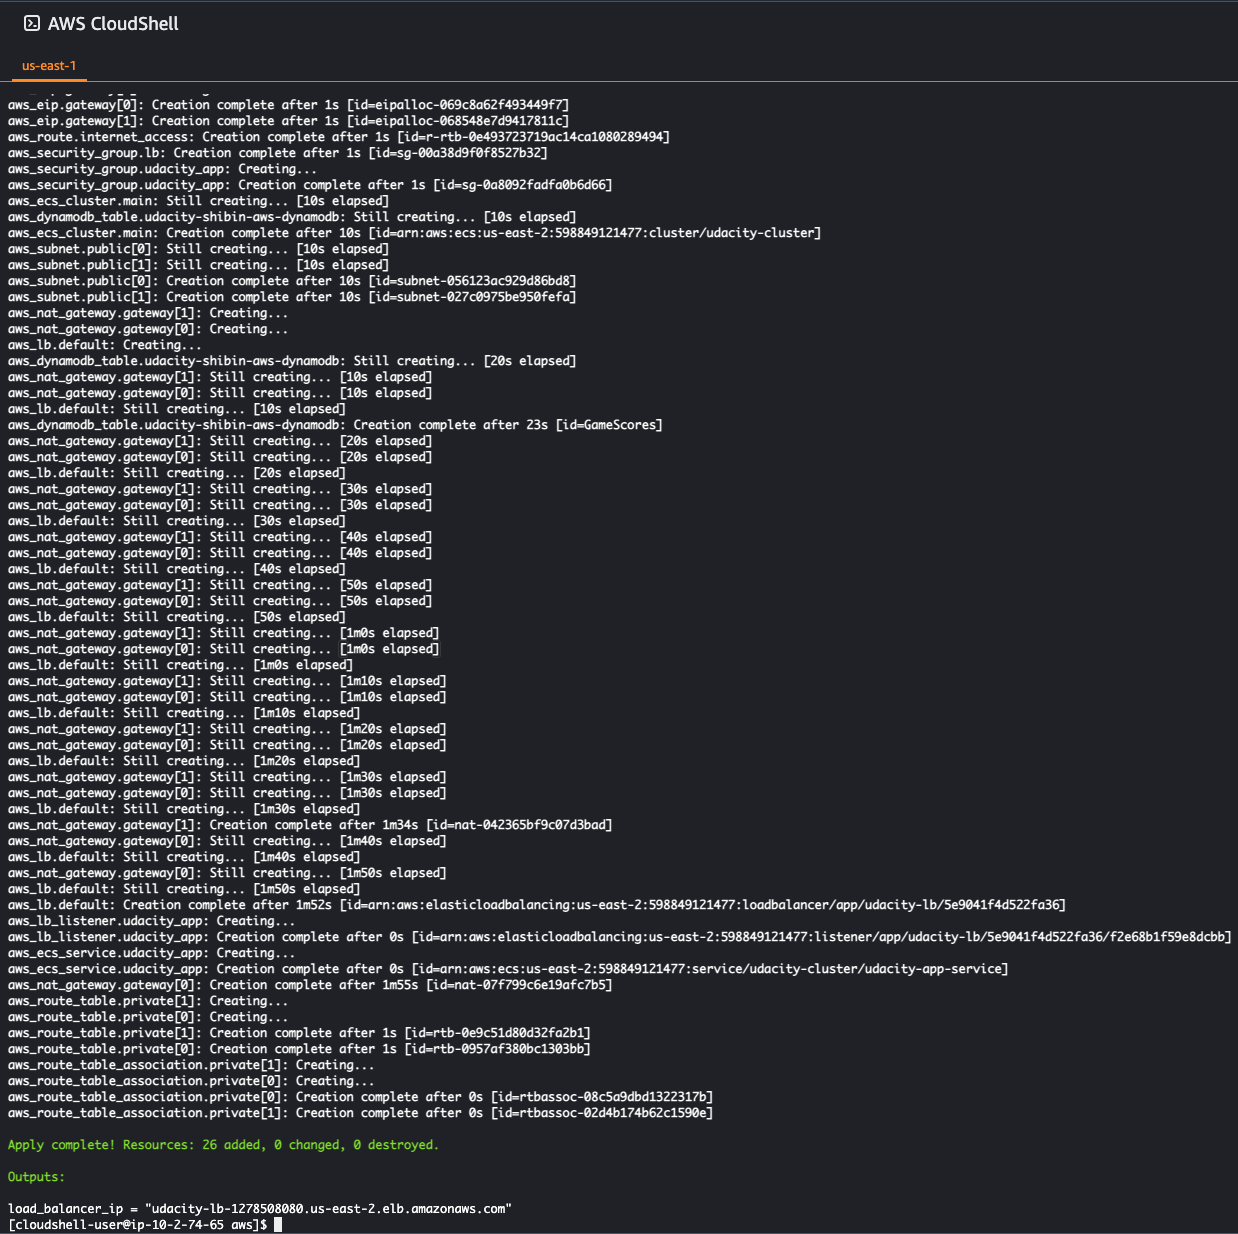 AWS CloudShell
us-east-1
aws_eip.gateway[0]: Creation complete after 1s [id=eipalloc-069c8a62f493449f7]
aws_eip.gateway[1]: Creation complete after 1s [id=eipalloc-068548e7d9417811c]
aws_route.internet_access: Creation complete after 1s [id=r-rtb-0e493723719ac14ca1080289494]
aws_security_group.lb: Creation complete after 1s [id=sg-00a38d9f0f8527b32]
aws_security_group.udacity_app: Creating...
aws_security_group.udacity_app: Creation complete after 1s [id=sg-0a8092fadfa0b6d66]
aws_ecs_cluster.main: Still creating... [10s elapsed]
aws_dynamodb_table.udacity-shibin-aws-dynamodb: Still creating... [10s elapsed]
aws_ecs_cluster.main: Creation complete after 10s [id=arn:aws:ecs:us-east-2:598849121477:cluster/udacity-cluster]
aws_subnet.public[0]: Still creating... [10s elapsed]
aws_subnet.public[1]: Still creating... [10s elapsed]
aws_subnet.public[0]: Creation complete after 10s [id=subnet-056123ac929d86bd8]
aws_subnet.public[1]: Creation complete after 10s [id=subnet-027c0975be950fefa]
aws_nat_gateway.gateway[1]: Creating...
aws_nat_gateway.gateway[0]: Creating...
aws_lb.default: Creating...
aws_dynamodb_table.udacity-shibin-aws-dynamodb: Still creating... [20s elapsed]
aws_nat_gateway.gateway[1]: Still creating... [10s elapsed]
aws_nat_gateway.gateway[0]: Still creating... [10s elapsed]
aws_lb.default: Still creating... [10s elapsed]
aws_dynamodb_table.udacity-shibin-aws-dynamodb: Creation complete after 23s [id=GameScores]
aws_nat_gateway.gateway[1]: Still creating... [20s elapsed]
aws_nat_gateway.gateway[0]: Still creating... [20s elapsed]
aws_lb.default: Still creating... [20s elapsed]
aws_nat_gateway.gateway[1]: Still creating... [30s elapsed]
aws_nat_gateway.gateway[0]: Still creating... [30s elapsed]
aws_lb.default: Still creating... [30s elapsed]
aws_nat_gateway.gateway[1]: Still creating... [40s elapsed]
aws_nat_gateway.gateway[0]: Still creating... [40s elapsed]
aws_lb.default: Still creating... [40s elapsed]
aws_nat_gateway.gateway[1]: Still creating... [50s elapsed]
aws_nat_gateway.gateway[0]: Still creating... [50s elapsed]
aws_lb.default: Still creating... [50s elapsed]
aws_nat_gateway.gateway[1]: Still creating... [1m0s elapsed]
aws_nat_gateway.gateway[0]: Still creating... [1m0s elapsed]
aws_lb.default: Still creating... [1m0s elapsed]
aws_nat_gateway.gateway[1]: Still creating... [1m10s elapsed]
aws_nat_gateway.gateway[0]: Still creating... [1m10s elapsed]
aws_lb.default: Still creating... [1m10s elapsed]
aws_nat_gateway.gateway[1]: Still creating... [1m20s elapsed]
aws_nat_gateway.gateway[0]: Still creating... [1m20s elapsed]
aws_lb.default: Still creating... [1m20s elapsed]
aws_nat_gateway.gateway[1]: Still creating... [1m30s elapsed]
aws_nat_gateway.gateway[0]: Still creating... [1m30s elapsed]
aws_lb.default: Still creating... [1m30s elapsed]
aws_nat_gateway.gateway[1]: Creation complete after 1m34s [id=nat-042365bf9c07d3bad]
aws_nat_gateway.gateway[0]: Still creating... [1m40s elapsed]
aws_lb.default: Still creating... [1m40s elapsed]
aws_nat_gateway.gateway[0]: Still creating... [1m50s elapsed]
aws_lb.default: Still creating... [1m50s elapsed]
aws_lb.default: Creation complete after 1m52s [id=arn:aws:elasticloadbalancing:us-east-2:598849121477:loadbalancer/app/udacity-lb/5e9041f4d522fa36]
aws_lb_listener.udacity_app: Creating...
aws_lb_listener.udacity_app: Creation complete after 0s [id=arn:aws:elasticloadbalancing:us-east-2:598849121477:listener/app/udacity-lb/5e9041f4d522fa36/f2e68b1f59e8dcbb]
aws_ecs_service.udacity_app: Creating...
aws_ecs_service.udacity_app: Creation complete after 0s [id=arn:aws:ecs:us-east-2:598849121477:service/udacity-cluster/udacity-app-service]
aws_nat_gateway.gateway[0]: Creation complete after 1m55s [id=nat-07f799c6e19afc7b5]
aws_route_table.private[1]: Creating...
aws_route_table.private[0]: Creating...
aws_route_table.private[1]: Creation complete after 1s [id=rtb-0e9c51d80d32fa2b1]
aws_route_table.private[0]: Creation complete after 1s [id=rtb-0957af380bc1303bb]
aws_route_table_association.private[1]: Creating...
aws_route_table_association.private[0]: Creating...
aws_route_table_association.private[0]: Creation complete after 0s [id=rtbassoc-08c5a9dbd1322317b]
aws_route_table_association.private[1]: Creation complete after 0s [id=rtbassoc-02d4b174b62c1590e]
Apply complete! Resources: 26 added, 0 changed, 0 destroyed.
Outputs:
load_balancer_ip = "udacity-lb-1278508080.us-east-2.elb.amazonaws.com"
[cloudshell-user@ip-10-2-74-65 aws]$